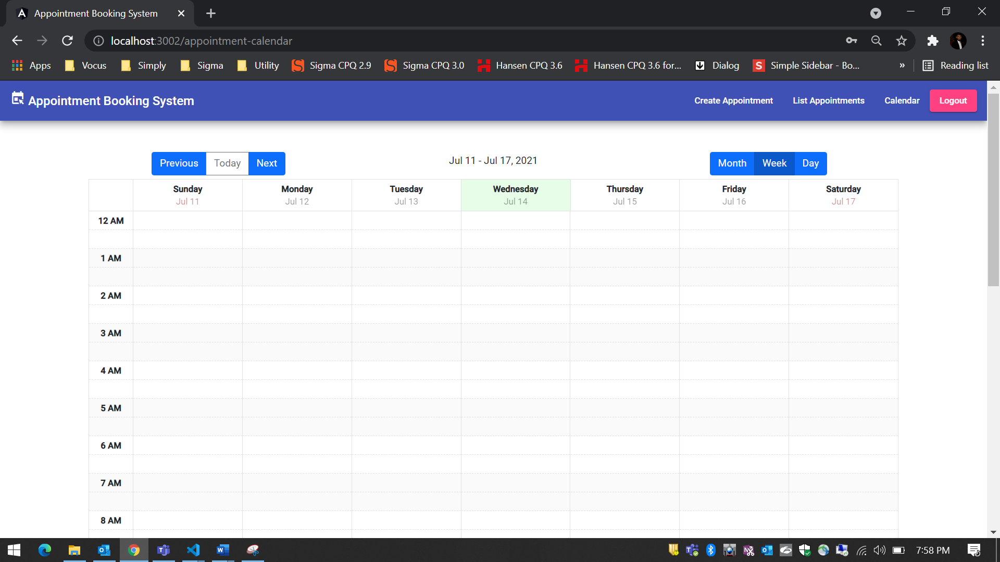 Appointment Booking System
localhost:3002/appointment-calendar
Apps Vocus Simply Sigma Utility Sigma CPQ 2.9 Sigma CPQ 3.0 Hansen CPQ 3.6 Hansen CPQ 3.6 for... Dialog Simple Sidebar - Bo... » Reading list
Appointment Booking System Create Appointment List Appointments Calendar Logout
Previous Today Next Jul 11 - Jul 17, 2021 Month Week Day
Sunday Monday Tuesday Wednesday Thursday Friday Saturday
Jul 11 Jul 12 Jul 13 Jul 14 Jul 15 Jul 16 Jul 17
12 AM
1 AM
2 AM
3 AM
4 AM
5 AM
6 AM
7 AM
8 AM
7:58 PM